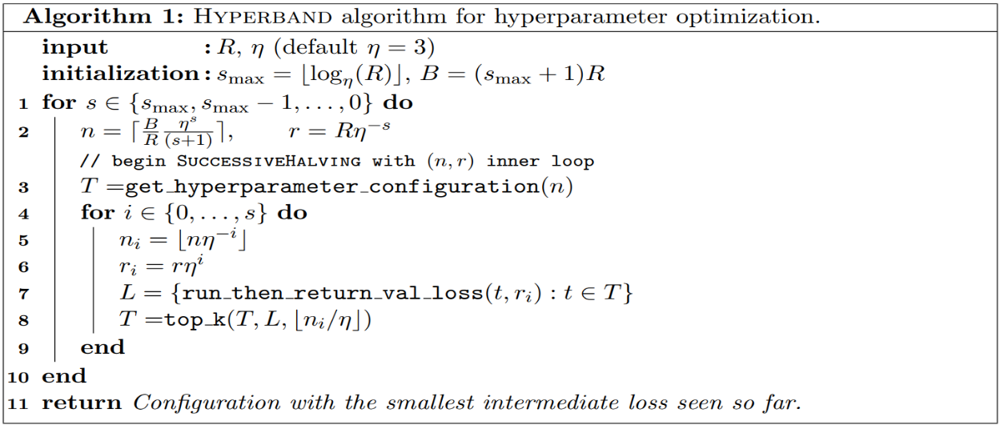 Algorithm 1: HYPERBAND algorithm for hyperparameter optimization.
input : R, η (default η = 3)
initialization : s_max = ⌊log_η(R)⌋, B = (s_max + 1)R
1 for s ∈ {s_max, s_max − 1, . . . , 0} do
2 n = ⌈B/R η^s/(s+1)⌉, r = Rη^−s
// begin SUCCESSIVEHALVING with (n, r) inner loop
3 T =get_hyperparameter_configuration(n)
4 for i ∈ {0, . . . , s} do
5 n_i = ⌊nη^−i⌋
6 r_i = rη^i
7 L = {run_then_return_val_loss(t, r_i) : t ∈ T}
8 T =top_k(T, L, ⌊n_i/η⌋)
9 end
10 end
11 return Configuration with the smallest intermediate loss seen so far.